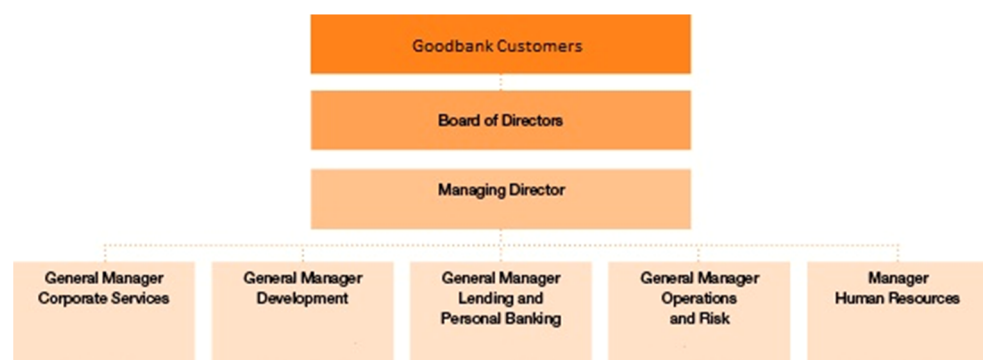 Goodbank Customers
Board of Directors
Managing Director
General Manager
Corporate Services
General Manager
Development
General Manager
Lending and
Personal Banking
General Manager
Operations
and Risk
Manager
Human Resources